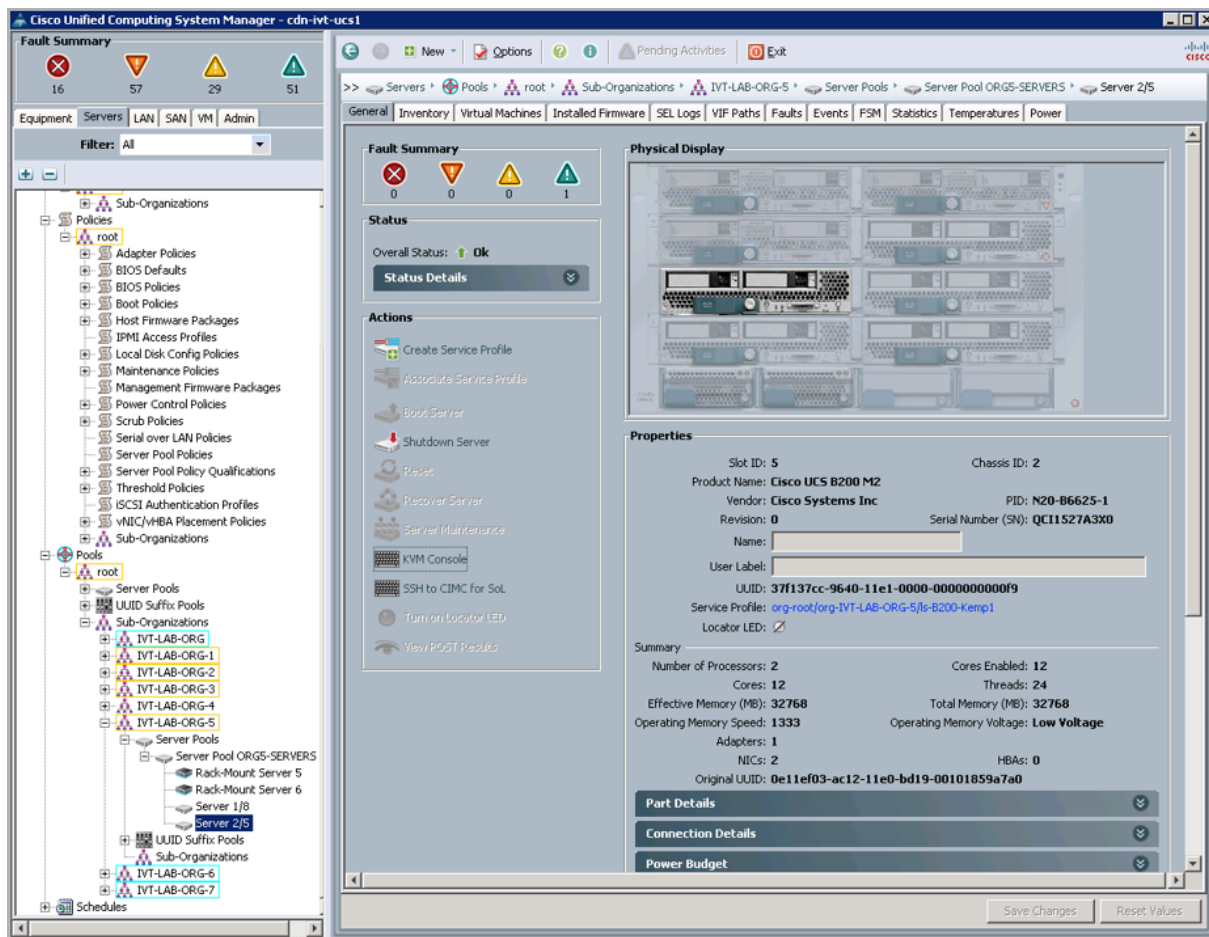 Cisco Unified Computing System Manager - cdn-ivt-ucs1
Fault Summary
16 57 29 51
Equipment Servers LAN SAN VM Admin
Filter: All
Sub-Organizations
Policies
root
Adapter Policies
BIOS Defaults
BIOS Policies
Boot Policies
Host Firmware Packages
IPMI Access Profiles
Local Disk Config Policies
Maintenance Policies
Management Firmware Packages
Power Control Policies
Scrub Policies
Serial over LAN Policies
Server Pool Policies
Server Pool Policy Qualifications
Threshold Policies
iSCSI Authentication Profiles
vNIC/vHBA Placement Policies
Sub-Organizations
Pools
root
Server Pools
UUID Suffix Pools
Sub-Organizations
IVT-LAB-ORG
IVT-LAB-ORG-1
IVT-LAB-ORG-2
IVT-LAB-ORG-3
IVT-LAB-ORG-4
IVT-LAB-ORG-5
Server Pools
Server Pool ORG5-SERVERS
Rack-Mount Server 5
Rack-Mount Server 6
Server 1/8
Server 2/5
UUID Suffix Pools
Sub-Organizations
IVT-LAB-ORG-6
IVT-LAB-ORG-7
Schedules
New Options Pending Activities Exit
CISCO
>> Servers Pools root Sub-Organizations IVT-LAB-ORG-5 Server Pools Server Pool ORG5-SERVERS Server 2/5
General Inventory Virtual Machines Installed Firmware SEL Logs VIF Paths Faults Events FSM Statistics Temperatures Power
Fault Summary
0 0 0 1
Status
Overall Status: Ok
Status Details
Actions
Create Service Profile
Associate Service Profile
Boot Server
Shutdown Server
Reset
Recover Server
Server Maintenance
KVM Console
SSH to CIMC for SoL
Turn on Locator LED
View POST Results
Physical Display
Properties
Slot ID: 5 Chassis ID: 2
Product Name: Cisco UCS B200 M2
Vendor: Cisco Systems Inc PID: N20-B6625-1
Revision: 0 Serial Number (SN): QCI1527A3X0
Name:
User Label:
UUID: 37f137cc-9640-11e1-0000-0000000000f9
Service Profile: org-root/org-IVT-LAB-ORG-5/ls-B200-Kemp1
Locator LED:
Summary
Number of Processors: 2 Cores Enabled: 12
Cores: 12 Threads: 24
Effective Memory (MB): 32768 Total Memory (MB): 32768
Operating Memory Speed: 1333 Operating Memory Voltage: Low Voltage
Adapters: 1
NICs: 2 HBAs: 0
Original UUID: 0e11ef03-ac12-11e0-bd19-00101859a7a0
Part Details
Connection Details
Power Budget
Save Changes Reset Values